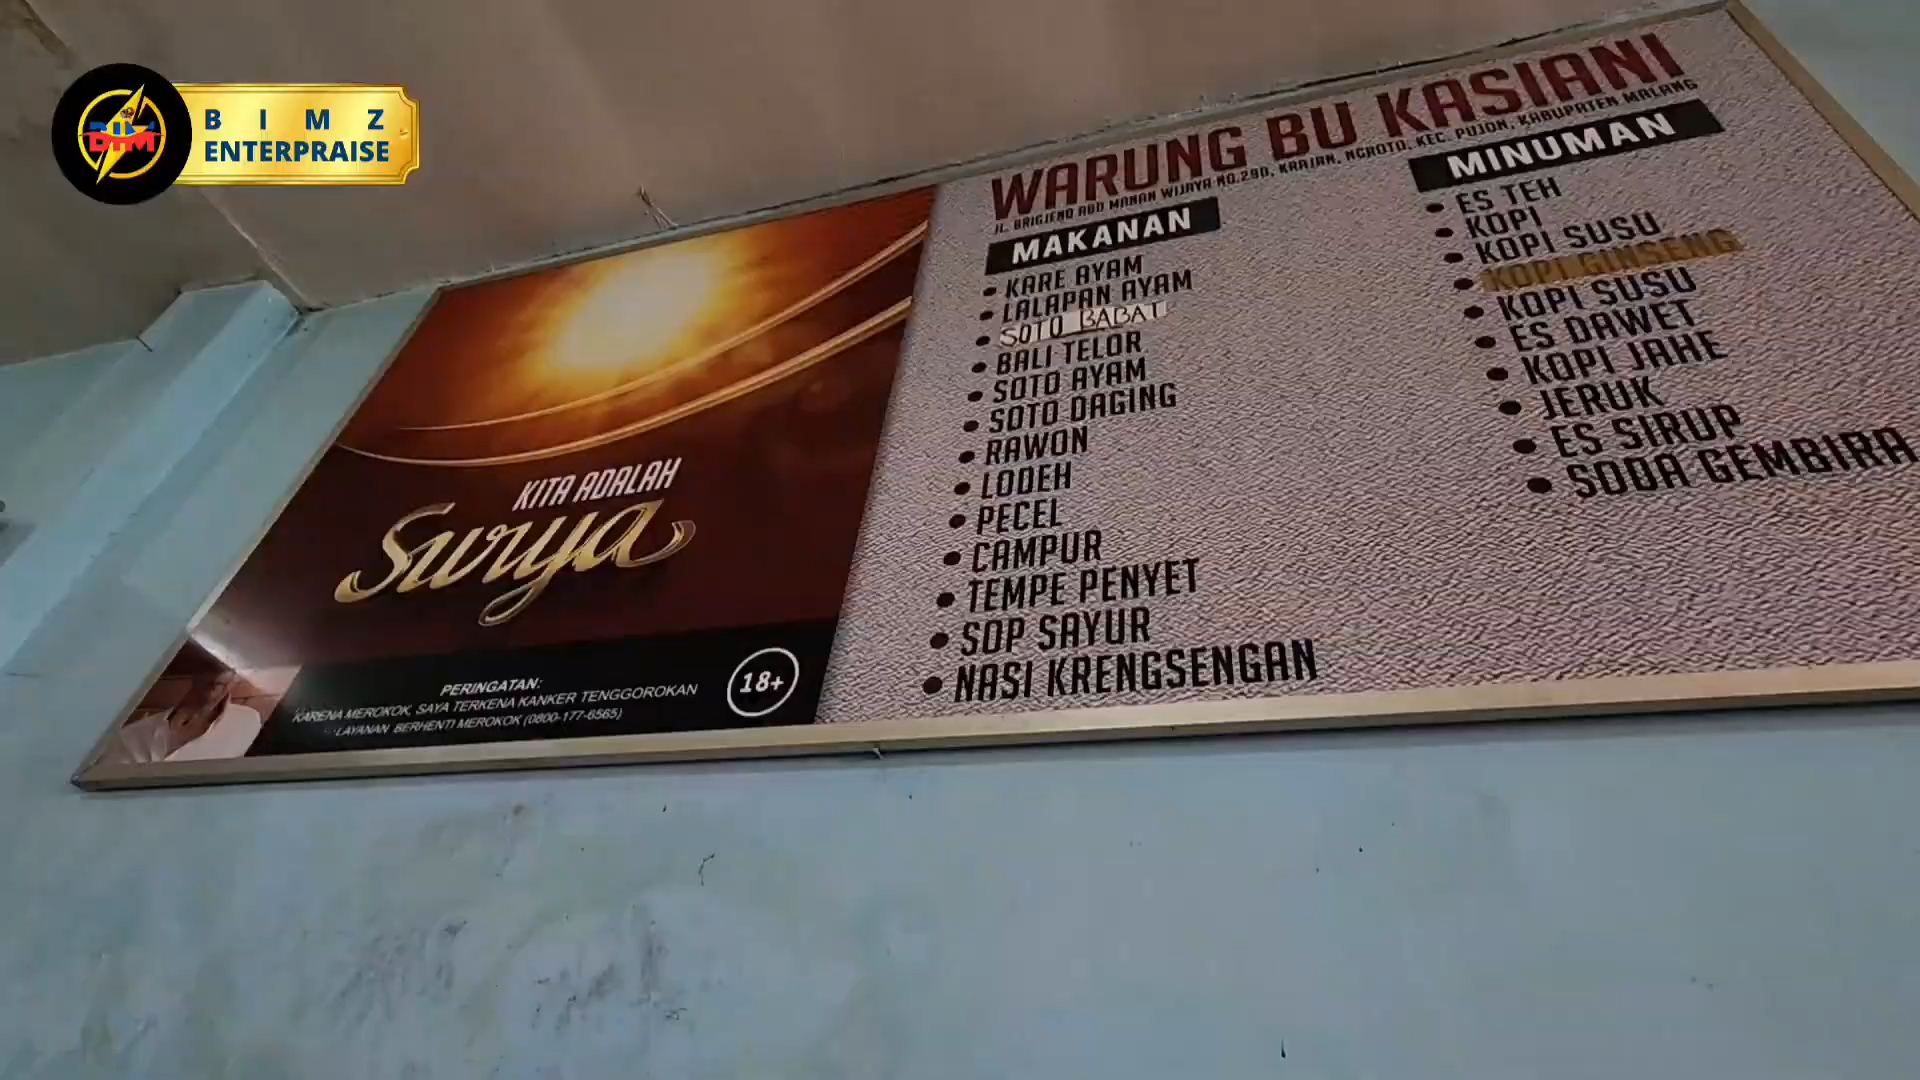 BIM
B I M Z
ENTERPRAISE
KITA ADALAH
Surya
PERINGATAN:
KARENA MEROKOK, SAYA TERKENA KANKER TENGGOROKAN
LAYANAN BERHENTI MEROKOK (0800-177-6565)
18+
WARUNG BU KASIANI
JL. BRIGJEND ABD MANAN WIJAYA NO.290, KRAJAN, NGROTO, KEC. PUJON, KABUPATEN MALANG
MAKANAN
• KARE AYAM
• LALAPAN AYAM
• SOTO BABAT
• BALI TELOR
• SOTO AYAM
• SOTO DAGING
• RAWON
• LODEH
• PECEL
• CAMPUR
• TEMPE PENYET
• SOP SAYUR
• NASI KRENGSENGAN
MINUMAN
• ES TEH
• KOPI
• KOPI SUSU
• KOPI GINSENG
• KOPI SUSU
• ES DAWET
• KOPI JAHE
• JERUK
• ES SIRUP
• SODA GEMBIRA